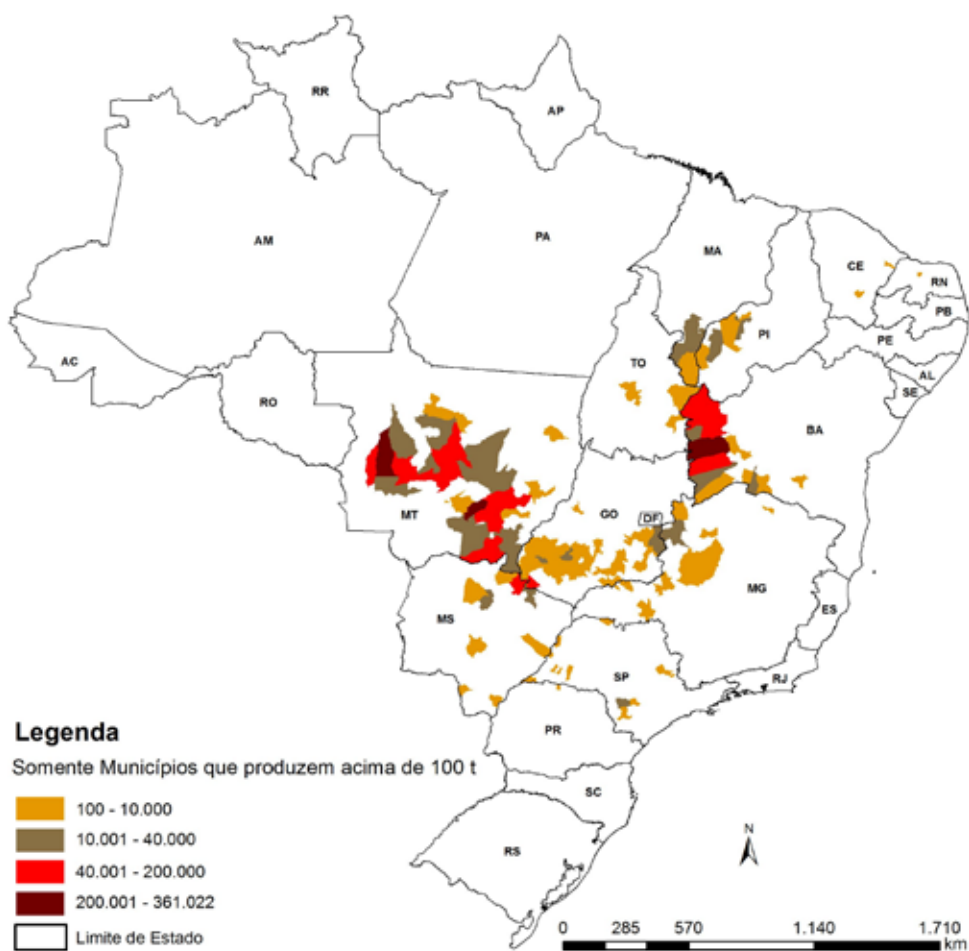 RR
AP
AM
PA
MA
CE
RN
PB
PI
PE
AC
TO
AL
SE
RO
BA
MT
GO
DF
MG
ES
MS
SP
RJ
PR
SC
RS
Legenda
Somente Municípios que produzem acima de 100 t
100 - 10.000
10.001 - 40.000
40.001 - 200.000
200.001 - 361.022
Limite de Estado
N
0 285 570 1.140 1.710
km